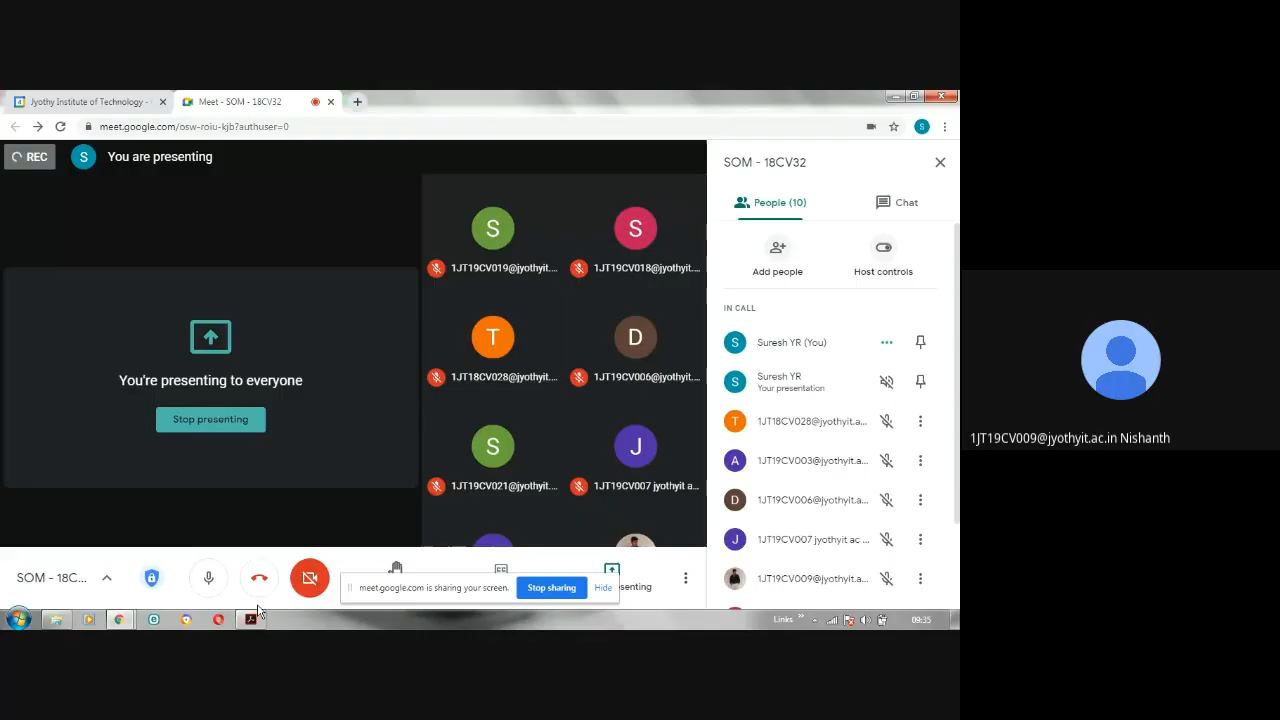 Jyothy Institute of Technology -
Meet - SOM - 18CV32
meet.google.com/osw-roiu-kjb?authuser=0
S
REC
S
You are presenting
SOM - 18CV32
People (10)
Chat
Add people
Host controls
IN CALL
S
Suresh YR (You)
S
Suresh YR
Your presentation
T
1JT18CV028@jyothyit.a...
A
1JT19CV003@jyothyit.a...
D
1JT19CV006@jyothyit.a...
J
1JT19CV007 jyothyit ac ...
1JT19CV009@jyothyit.a...
You're presenting to everyone
Stop presenting
S
1JT19CV019@jyothyit....
S
1JT19CV018@jyothyit....
T
1JT18CV028@jyothyit....
D
1JT19CV006@jyothyit....
S
1JT19CV021@jyothyit....
J
1JT19CV007 jyothyit a...
1JT19CV009@jyothyit.ac.in Nishanth
SOM - 18C...
meet.google.com is sharing your screen.
Stop sharing
Hide
esenting
Links
09:35